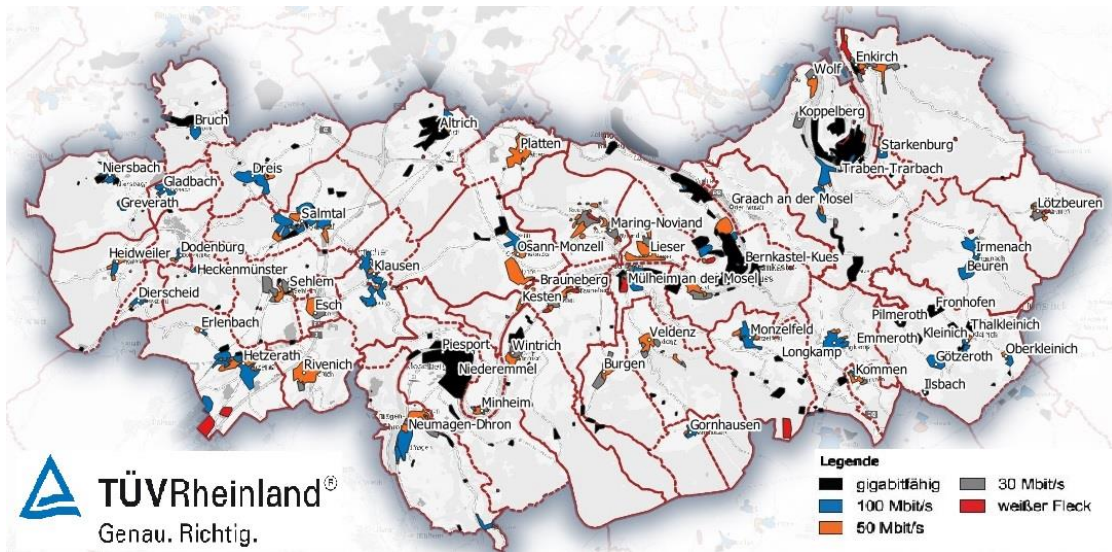 Enkirch
Wolf
Koppelberg
Bruch
Altrich
Platten
Starkenburg
Traben-Trarbach
Niersbach
Dreis
Gladbach
Greverath
Graach an der Mosel
Lötzbeuren
Salmtal
Maring-Noviand
Heidweiler
Dodenburg
Osann-Monzell
Lieser
Irmenach
Heckenmünster
Klausen
Bernkastel-Kues
Beuren
Sehlem
Brauneberg
Mülheim an der Mosel
Dierscheid
Kesten
Esch
Fronhofen
Pilmeroth
Erlenbach
Veldenz
Monzelfeld
Kleinich
Thalkleinich
Emmeroth
Piesport
Wintrich
Longkamp
Oberkleinich
Hetzerath
Rivenich
Niederemmel
Burgen
Götzeroth
Kommen
Ilsbach
Minheim
Neumagen-Dhron
Gornhausen
TÜVRheinland®
Genau. Richtig.
Legende
gigabitfähig
100 Mbit/s
50 Mbit/s
30 Mbit/s
weißer Fleck